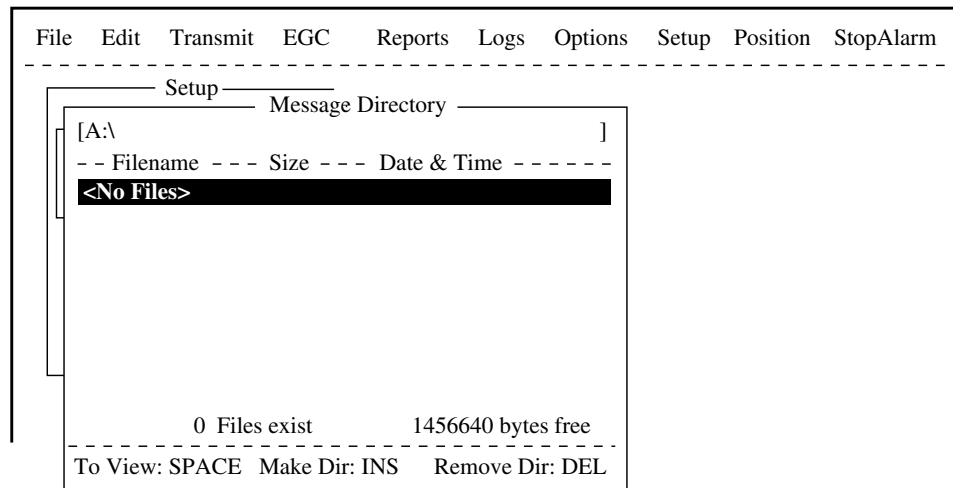 File Edit Transmit EGC Reports Logs Options Setup Position StopAlarm
Setup
Message Directory
[A:\ ]
Filename Size Date & Time
<No Files>
0 Files exist 1456640 bytes free
To View: SPACE Make Dir: INS Remove Dir: DEL